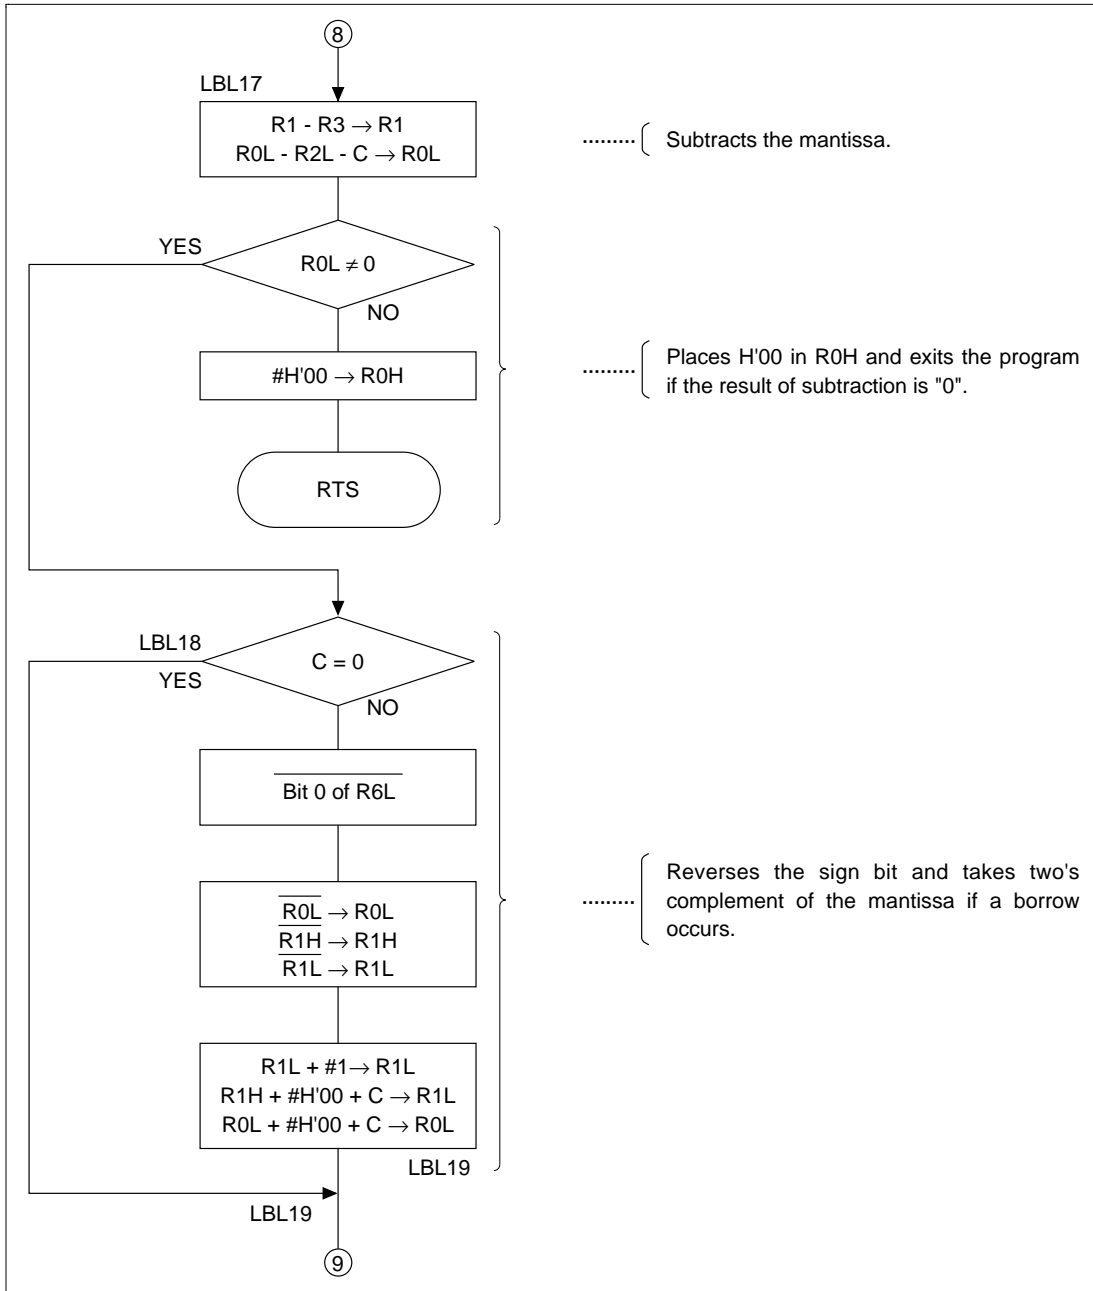 8
LBL17
R1 - R3 → R1
R0L - R2L - C → R0L
......... Subtracts the mantissa.
YES
R0L ≠ 0
NO
#H'00 → R0H
......... Places H'00 in R0H and exits the program
if the result of subtraction is "0".
RTS
LBL18
C = 0
YES
NO
Bit 0 of R6L
R0L → R0L
R1H → R1H
R1L → R1L
......... Reverses the sign bit and takes two's
complement of the mantissa if a borrow
occurs.
R1L + #1→ R1L
R1H + #H'00 + C → R1L
R0L + #H'00 + C → R0L
LBL19
LBL19
9